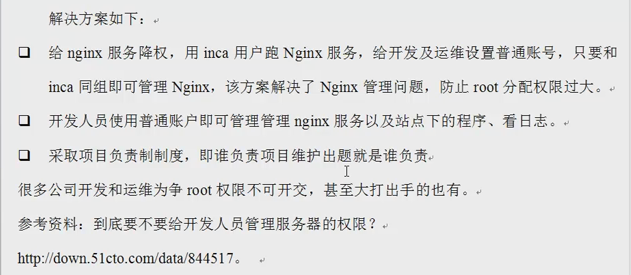 解决方案如下：
给 nginx 服务降权，用 inca 用户跑 Nginx 服务，给开发及运维设置普通账号，只要和
inca 同组即可管理 Nginx，该方案解决了 Nginx 管理问题，防止 root 分配权限过大。
开发人员使用普通账户即可管理管理 nginx 服务以及站点下的程序、看日志。
采取项目负责制制度，即谁负责项目维护出题就是谁负责
很多公司开发和运维为争 root 权限不可开交，甚至大打出手的也有。
参考资料：到底要不要给开发人员管理服务器的权限？
http://down.51cto.com/data/844517。